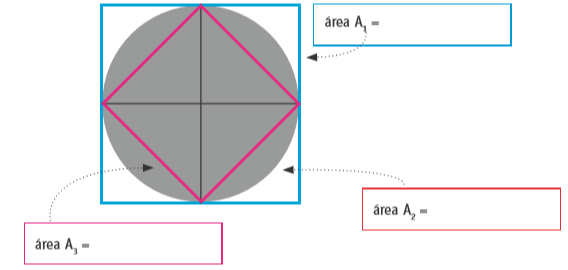 área A₁ =
área A₂ =
área A₃ =